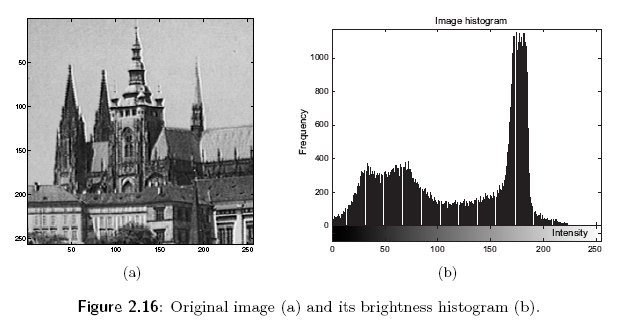 Image histogram
50
100
150
200
250
50 100 150 200 250
Frequency
1000
800
600
400
200
0
Intensity
0 50 100 150 200 250
(a)
(b)
Figure 2.16: Original image (a) and its brightness histogram (b).